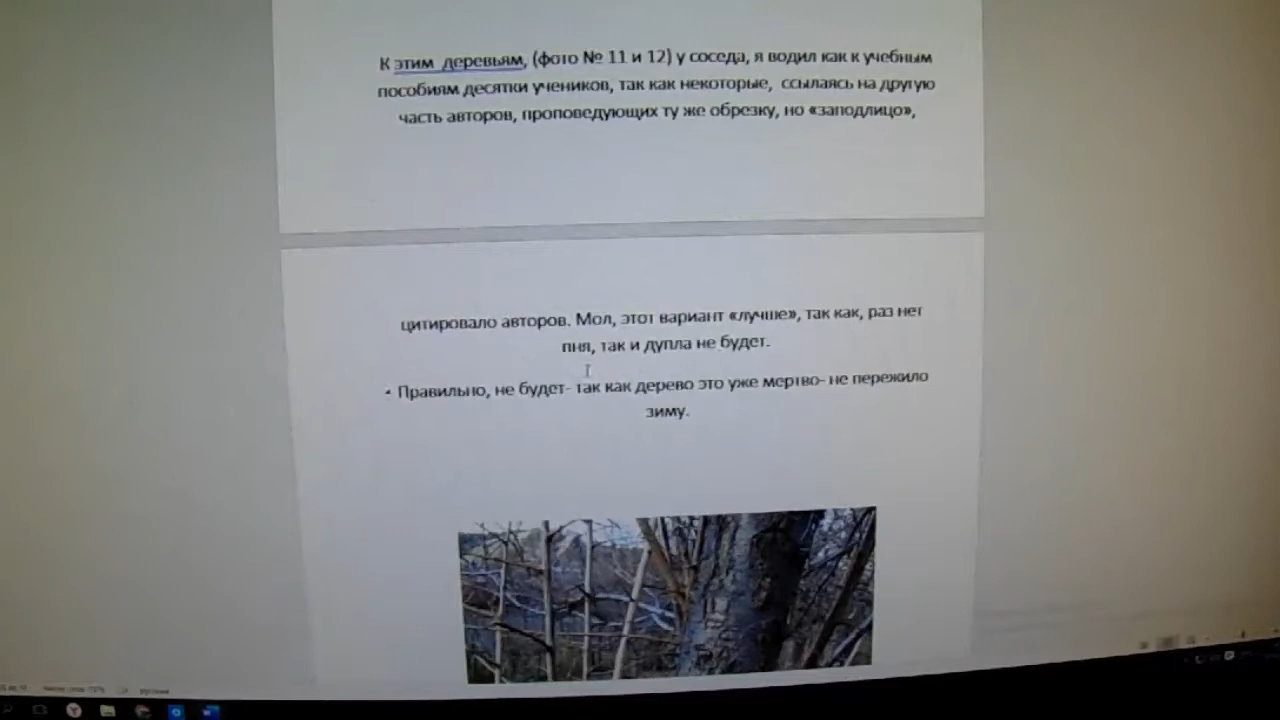 К этим деревьям, (фото № 11 и 12) у соседа, я водил как к учебным
пособиям десятки учеников, так как некоторые, ссылаясь на другую
часть авторов, проповедующих ту же обрезку, но «заподлицо»,
цитировало авторов. Мол, этот вариант «лучше», так как, раз нет
пня, так и дупла не будет.
• Правильно, не будет- так как дерево это уже мертво- не пережило
зиму.
русский